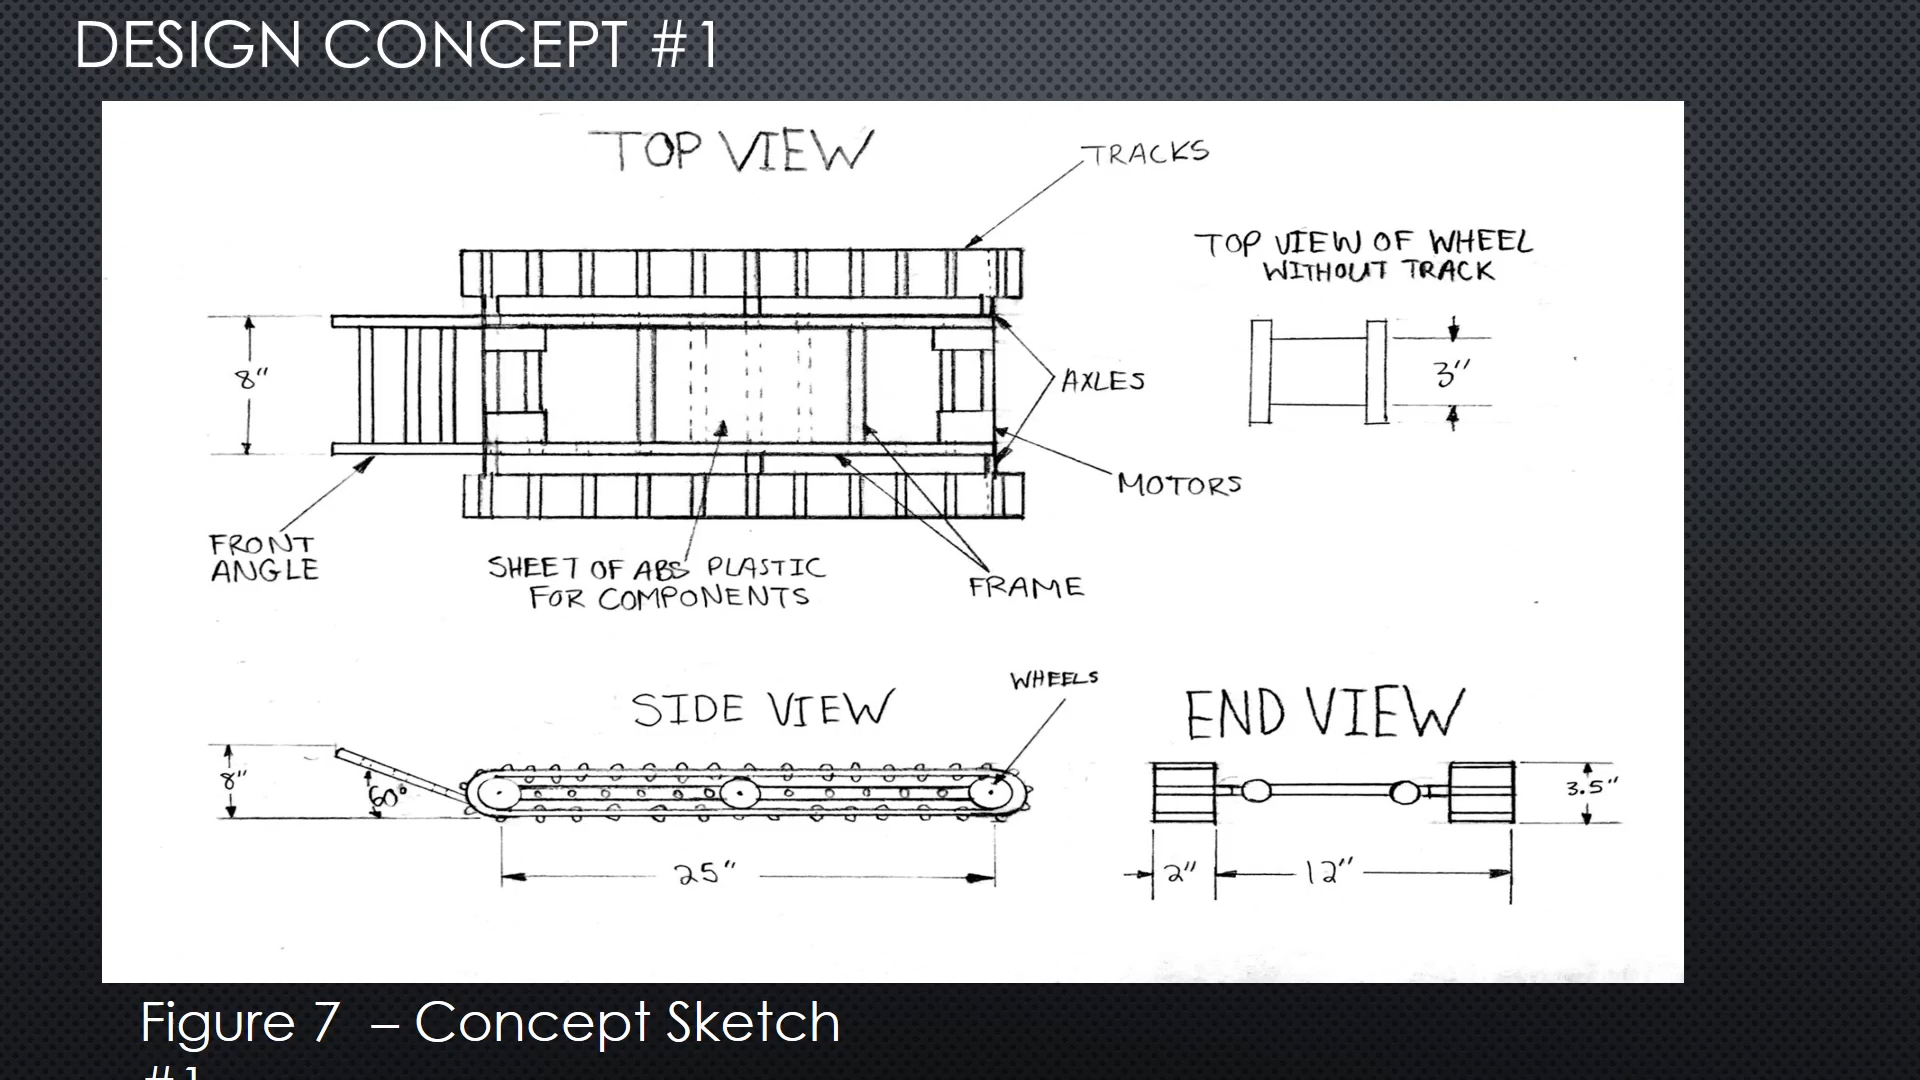 DESIGN CONCEPT #1
TOP VIEW
TRACKS
TOP VIEW OF WHEEL
WITHOUT TRACK
8"
3"
AXLES
MOTORS
FRONT
ANGLE
SHEET OF ABS PLASTIC
FOR COMPONENTS
FRAME
SIDE VIEW
WHEELS
END VIEW
8"
60°
3.5"
25"
2"
12"
Figure 7 – Concept Sketch
#1